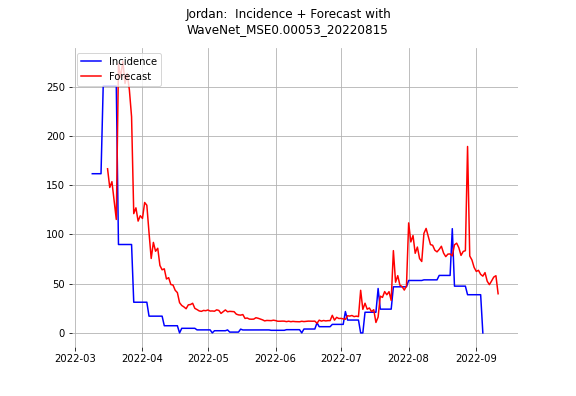 Jordan:  Incidence + Forecast with
WaveNet_MSE0.00053_20220815
Incidence
Forecast
250
200
150
100
50
0
2022-03 2022-04 2022-05 2022-06 2022-07 2022-08 2022-09